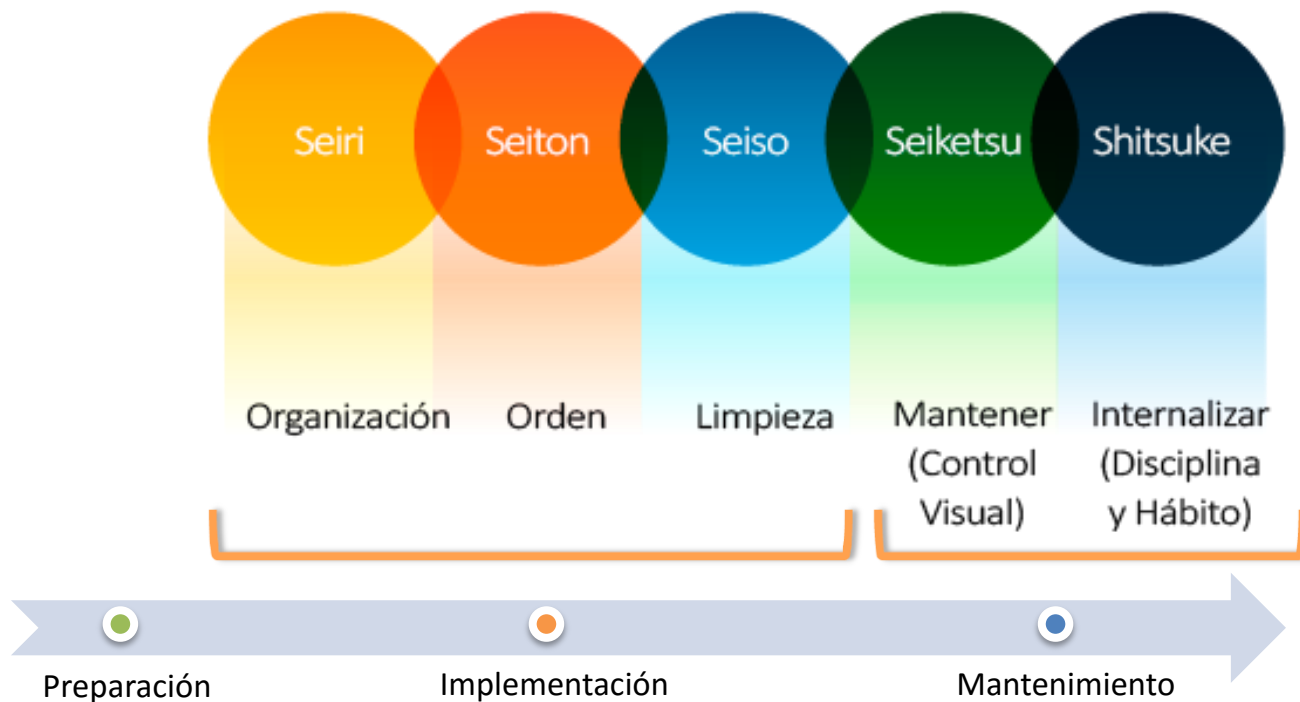 Seiri
Seiton
Seiso
Seiketsu
Shitsuke
Organización
Orden
Limpieza
Mantener
(Control
Visual)
Internalizar
(Disciplina
y Hábito)
Preparación
Implementación
Mantenimiento